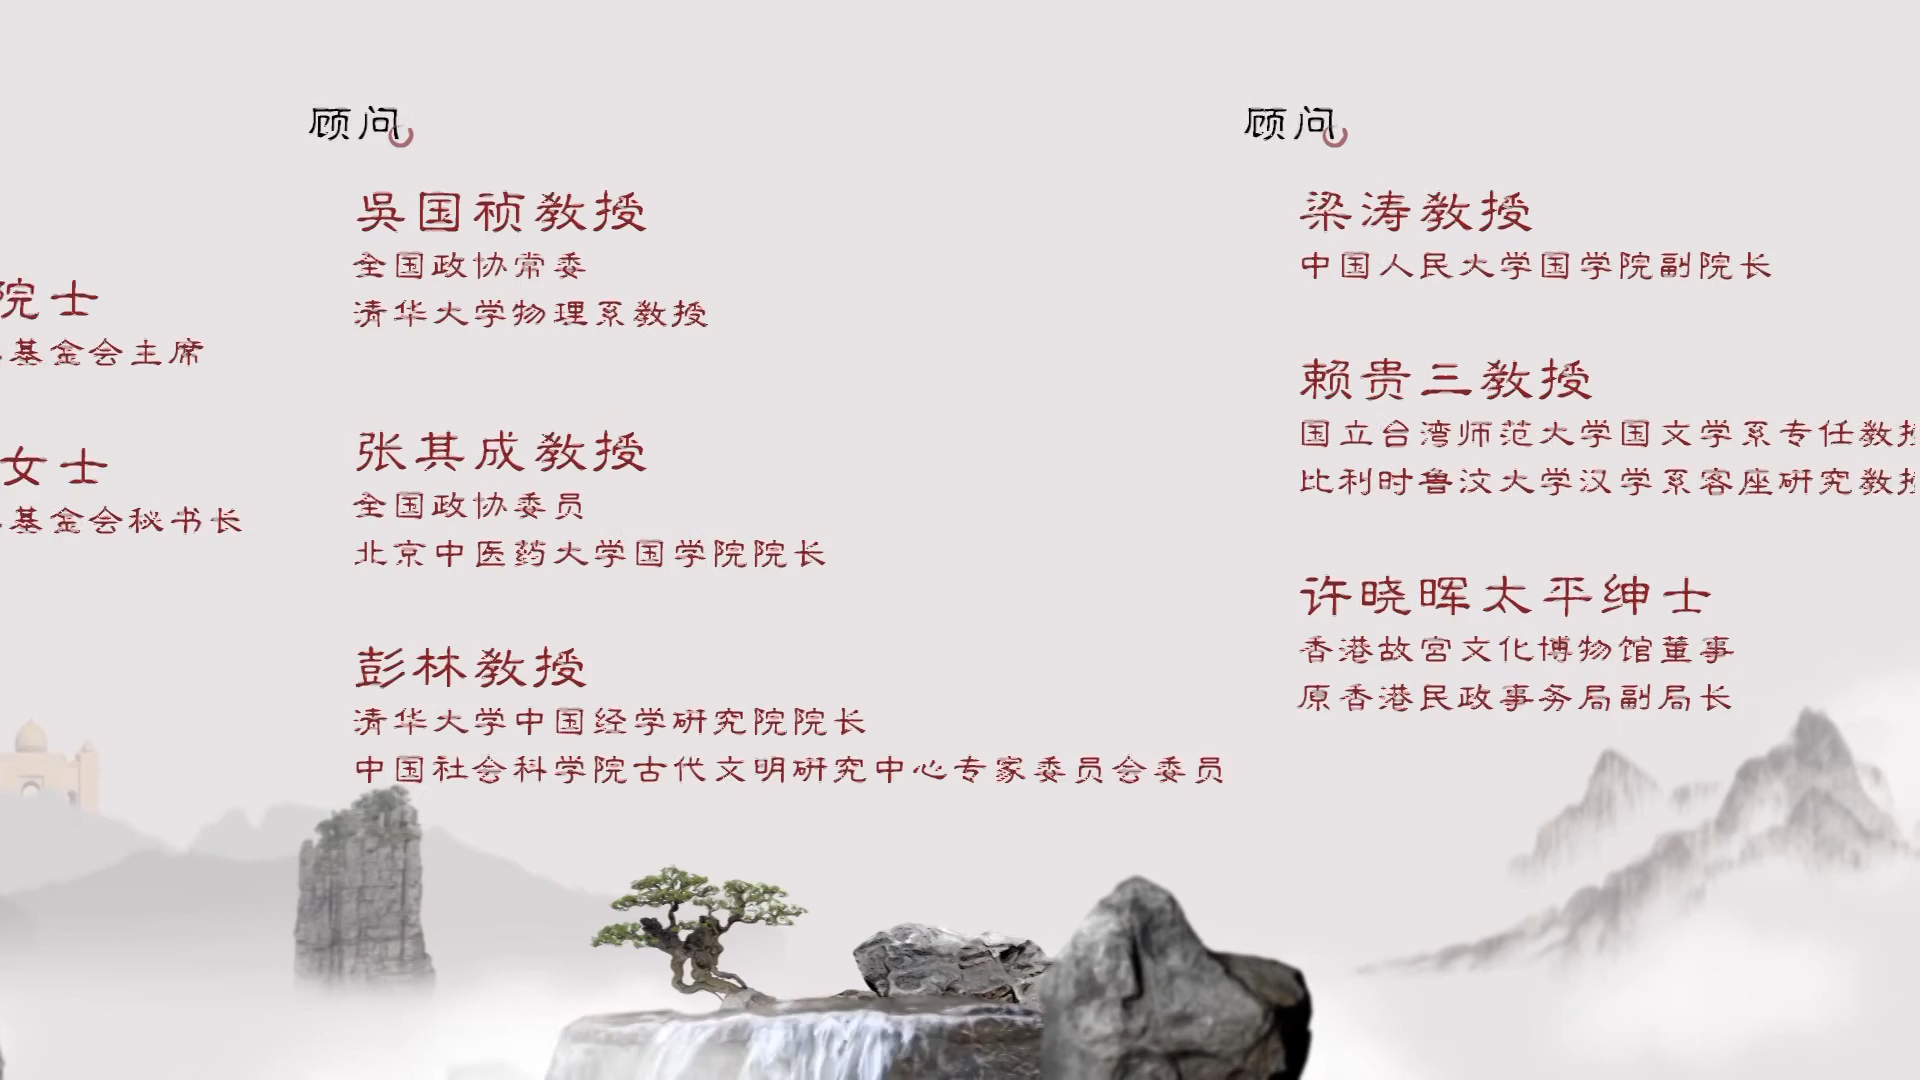 院士
基金会主席
女士
基金会秘书长
顾问
吳国祯教授
全国政协常委
清华大学物理系教授
张其成教授
全国政协委员
北京中医药大学国学院院长
彭林教授
清华大学中国经学研究院院长
中国社会科学院古代文明研究中心专家委员会委员
顾问
梁涛教授
中国人民大学国学院副院长
赖贵三教授
国立台湾师范大学国文学系专任教授
比利时鲁汶大学汉学系客座研究教授
许晓晖太平绅士
香港故宫文化博物馆董事
原香港民政事务局副局长